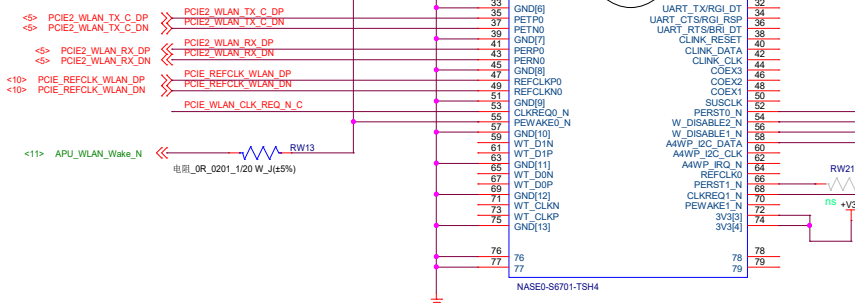 33 GND[6] UART_TX/RGI_DT 32
<5> PCIE2_WLAN_TX_C_DP PCIE2_WLAN_TX_C_DP 35 PETP0 UART_CTS/RGI_RSP 34
<5> PCIE2_WLAN_TX_C_DN PCIE2_WLAN_TX_C_DN 37 PETN0 UART_RTS/BRI_DT 36
39 GND[7] CLINK_RESET 38
<5> PCIE2_WLAN_RX_DP PCIE2_WLAN_RX_DP 41 PERP0 CLINK_DATA 40
<5> PCIE2_WLAN_RX_DN PCIE2_WLAN_RX_DN 43 PERN0 CLINK_CLK 42
45 GND[8] COEX3 44
<10> PCIE_REFCLK_WLAN_DP PCIE_REFCLK_WLAN_DP 47 REFCLKP0 COEX2 46
<10> PCIE_REFCLK_WLAN_DN PCIE_REFCLK_WLAN_DN 49 REFCLKN0 COEX1 48
51 GND[9] SUSCLK 50
PCIE_WLAN_CLK_REQ_N_C 53 CLKREQ0_N PERST0_N 52
55 PEWAKE0_N W_DISABLE2_N 54
57 GND[10] W_DISABLE1_N 56
59 WT_D1N A4WP_I2C_DATA 58
<11> APU_WLAN_Wake_N RW13 61 WT_D1P A4WP_I2C_CLK 60
电阻_0R_0201_1/20 W_J(±5%) 63 GND[11] A4WP_IRQ_N 62
65 WT_D0N REFCLK0 64 RW21
67 WT_D0P PERST1_N 66
69 GND[12] CLKREQ1_N 68
71 WT_CLKN PEWAKE1_N 70 ns +V3
73 WT_CLKP 3V3[3] 72
75 GND[13] 3V3[4] 74
76 76 78 78
77 77 79 79
NASE0-S6701-TSH4